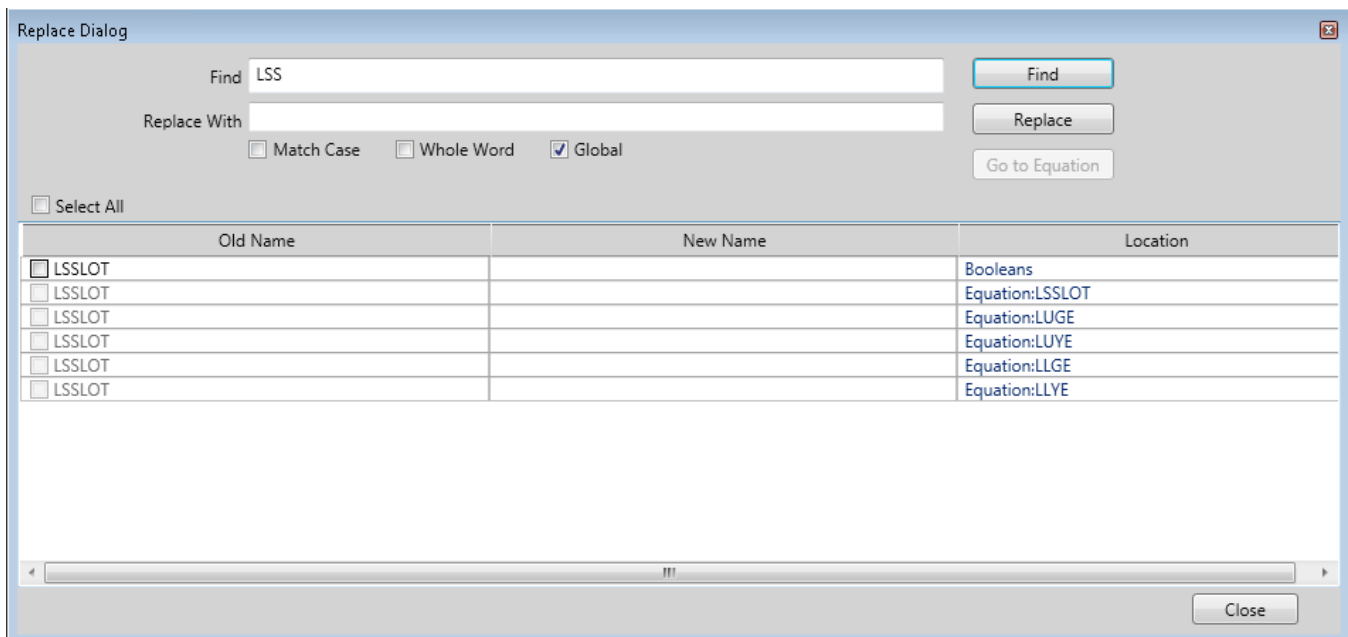 Replace Dialog
Find LSS Find
Replace With Replace
Match Case Whole Word Global
Go to Equation
Select All
Old Name New Name Location
LSSLOT Booleans
LSSLOT Equation:LSSLOT
LSSLOT Equation:LUGE
LSSLOT Equation:LUYE
LSSLOT Equation:LLGE
LSSLOT Equation:LLYE
Close